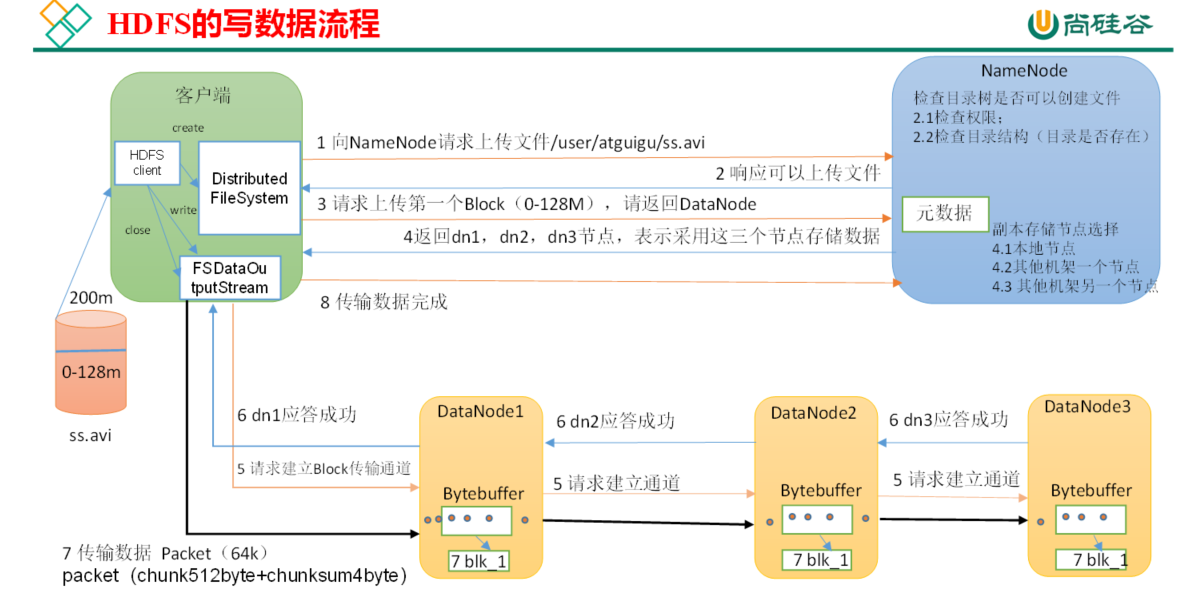 HDFS的写数据流程
尚硅谷
客户端
create
HDFS
client
Distributed
FileSystem
write
close
FSDataOu
tputStream
1 向NameNode请求上传文件/user/atguigu/ss.avi
2 响应可以上传文件
3 请求上传第一个Block（0-128M），请返回DataNode
4返回dn1，dn2，dn3节点，表示采用这三个节点存储数据
8 传输数据完成
NameNode
检查目录树是否可以创建文件
2.1检查权限；
2.2检查目录结构（目录是否存在）
元数据
副本存储节点选择
4.1本地节点
4.2其他机架一个节点
4.3 其他机架另一个节点
200m
0-128m
ss.avi
6 dn1应答成功
5 请求建立Block传输通道
DataNode1
Bytebuffer
7 blk_1
6 dn2应答成功
5 请求建立通道
DataNode2
Bytebuffer
7 blk_1
6 dn3应答成功
5 请求建立通道
DataNode3
Bytebuffer
7 blk_1
7 传输数据 Packet（64k）
packet（chunk512byte+chunksum4byte）